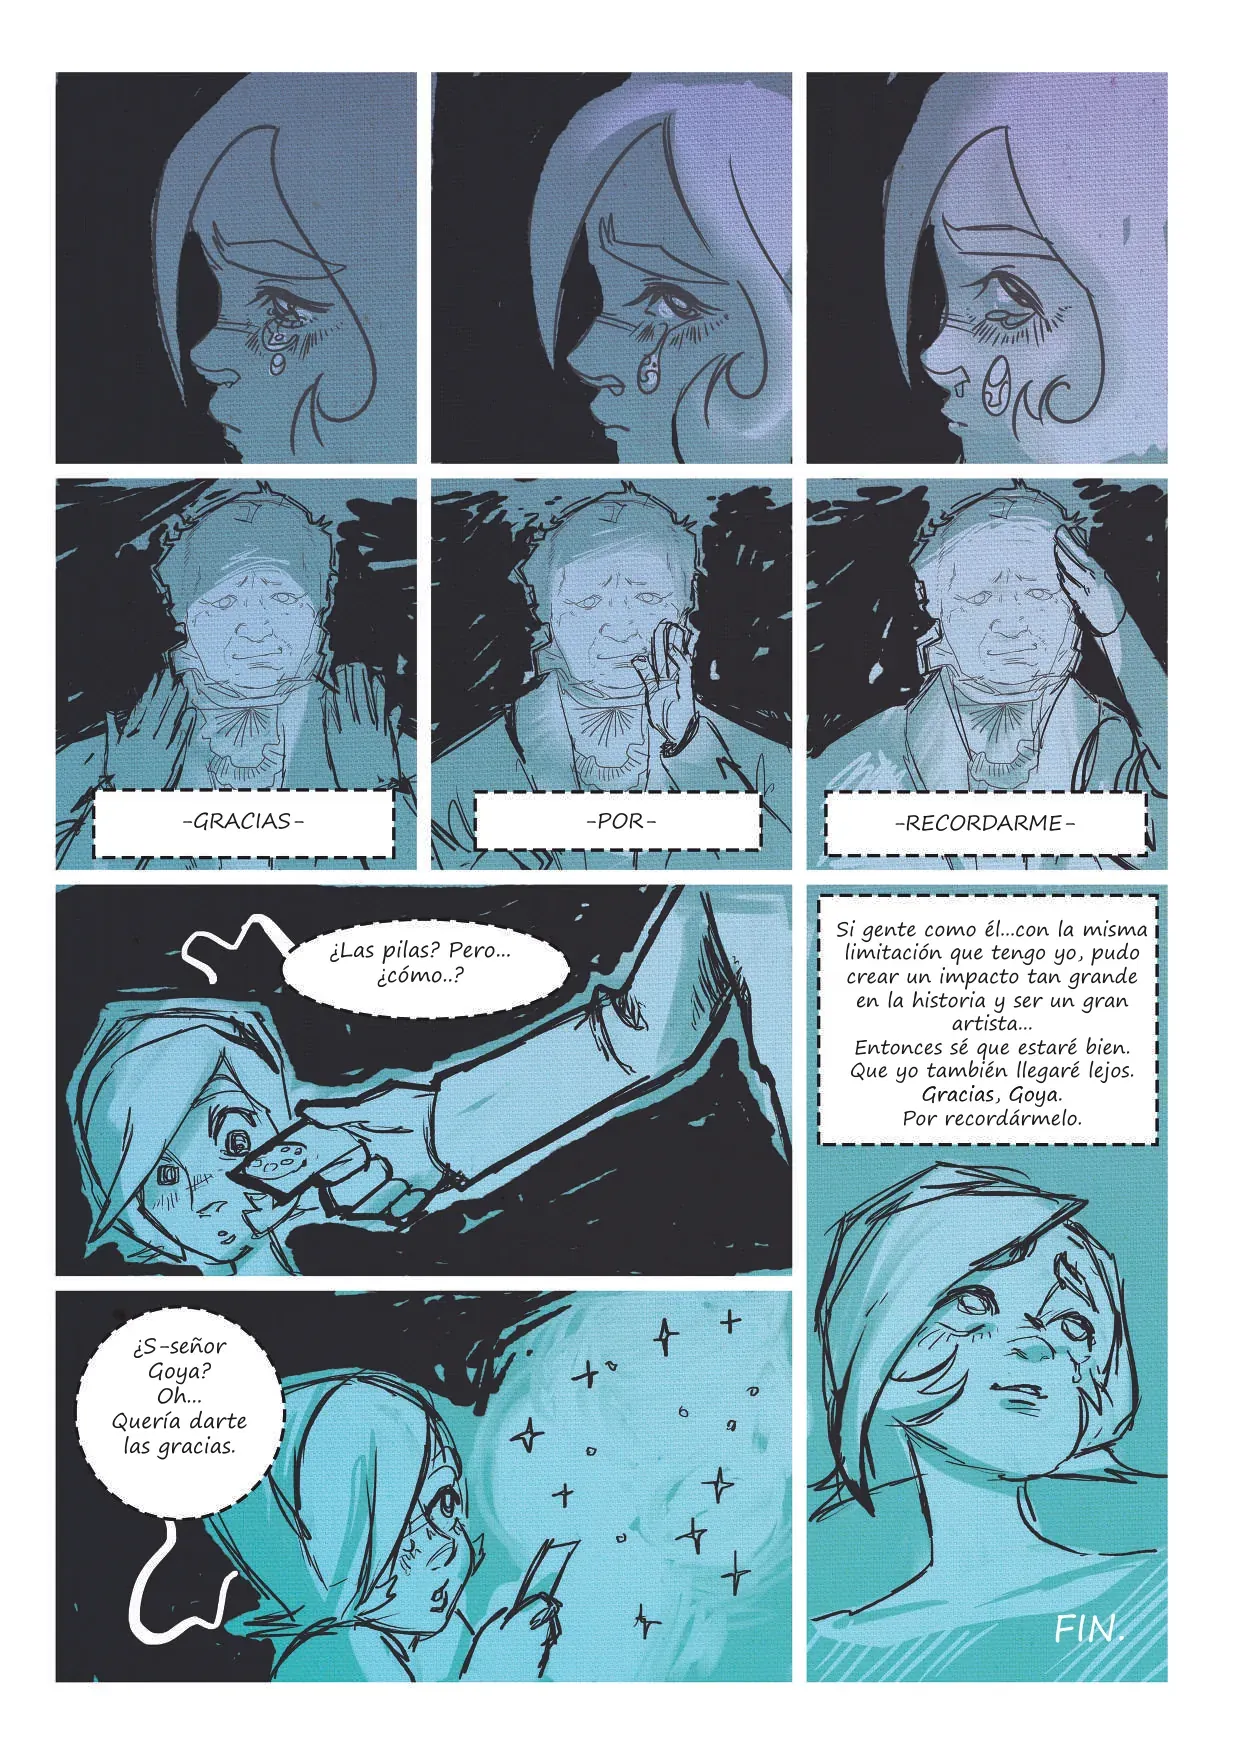 -GRACIAS-
-POR-
-RECORDARME-
¿Las pilas? Pero...
¿cómo..?
¿S-señor
Goya?
Oh...
Quería darte
las gracias.
Si gente como él...con la misma
limitación que tengo yo, pudo
crear un impacto tan grande
en la historia y ser un gran
artista...
Entonces sé que estaré bien.
Que yo también llegaré lejos.
Gracias, Goya.
Por recordármelo.
FIN.